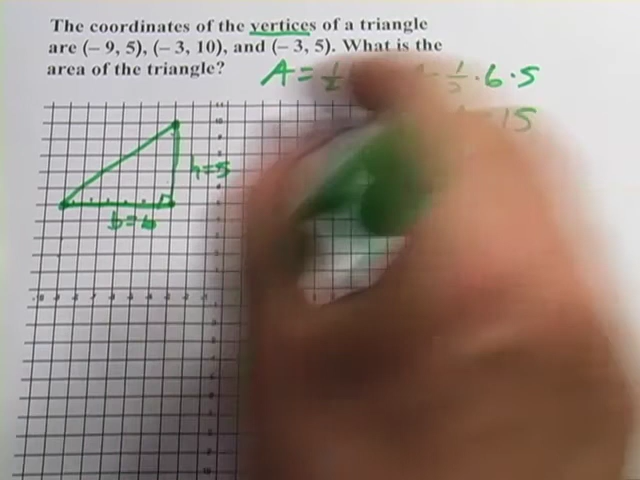 The coordinates of the vertices of a triangle
are (– 9, 5), (– 3, 10), and (– 3, 5). What is the
area of the triangle?
A = 1/2
1/2 · 6 · 5
= 15
h = 5
b = 6